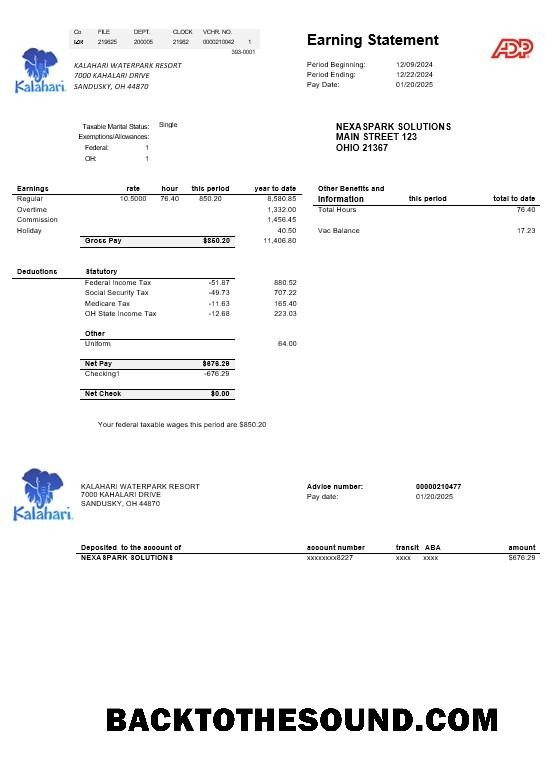 Co FILE DEPT. CLOCK VCHR. NO.
219625 200005 21962 0000210042 1
393-0001
Earning Statement
ADP
Kalahari.
KALAHARI WATERPARK RESORT
7000 KAHALARI DRIVE
SANDUSKY, OH 44870
Period Beginning: 12/09/2024
Period Ending: 12/22/2024
Pay Date: 01/20/2025
Taxable Marital Status: Single
Exemptions/Allowances:
Federal: 1
OH: 1
NEXASPARK SOLUTIONS
MAIN STREET 123
OHIO 21367
Earnings rate hour this period year to date
Regular 10.5000 76.40 850.20 8,580.85
Overtime 1,332.00
Commission 1,456.45
Holiday 40.50
Gross Pay $850.20 11,406.80
Other Benefits and
Information this period total to date
Total Hours 76.40
Vac Balance 17.23
Deductions Statutory
Federal Income Tax -51.87 880.52
Social Security Tax -49.73 707.22
Medicare Tax -11.63 165.40
OH State Income Tax -12.68 223.03
Other
Uniform 64.00
Net Pay $676.29
Checking1 -676.29
Net Check $0.00
Your federal taxable wages this period are $850.20
Kalahari.
KALAHARI WATERPARK RESORT
7000 KAHALARI DRIVE
SANDUSKY, OH 44870
Advice number: 00000210477
Pay date: 01/20/2025
Deposited to the account of account number transit ABA amount
NEXASPARK SOLUTIONS xxxxxxxx8227 xxxx xxxx $676.29
BACKTOTHESOUND.COM